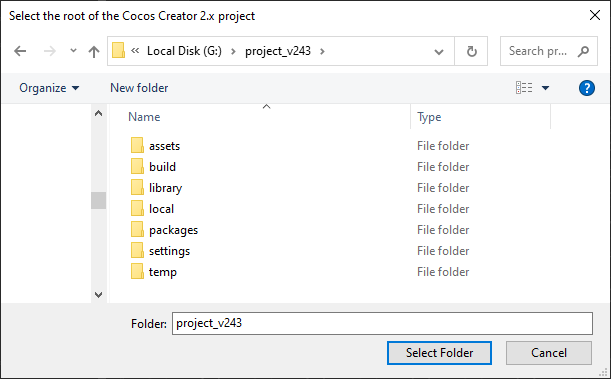 Select the root of the Cocos Creator 2.x project
« Local Disk (G:) › project_v243 ›
Search pr...
Organize
New folder
?
Name Type
assets File folder
build File folder
library File folder
local File folder
packages File folder
settings File folder
temp File folder
Folder: project_v243
Select Folder Cancel